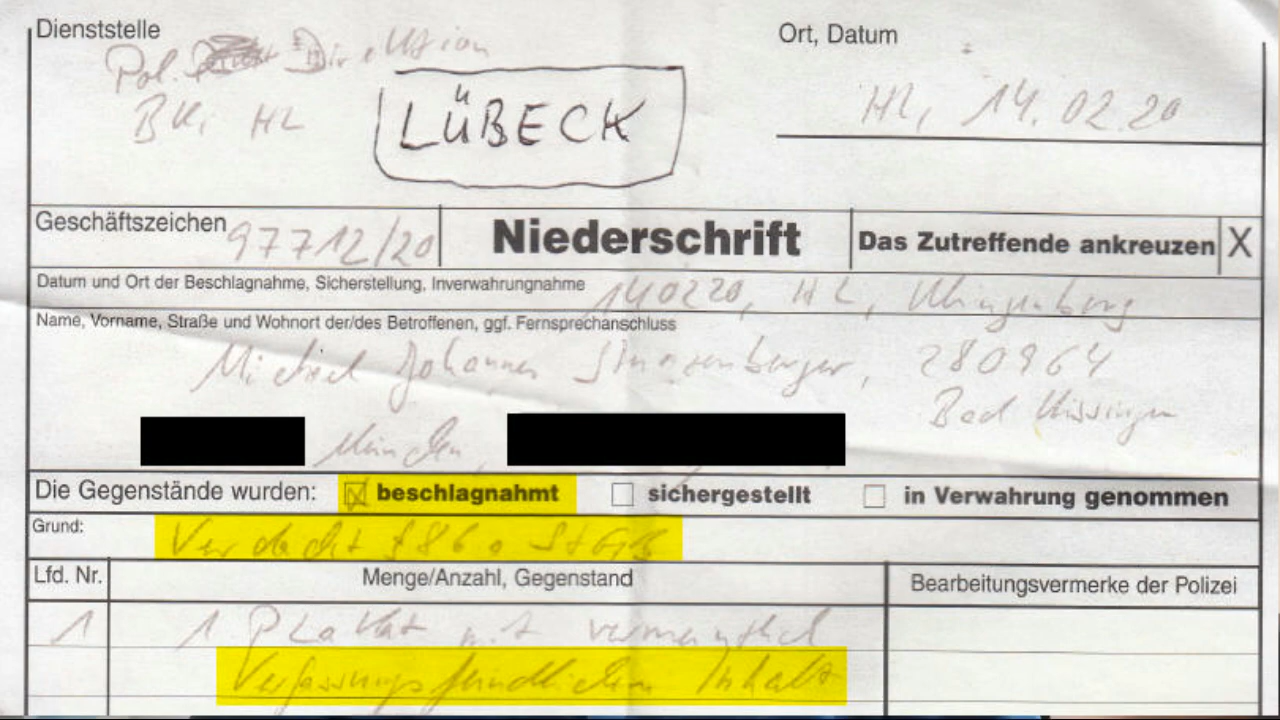 Dienststelle
Ort, Datum
Pol. Direktion
BKI HL
LÜBECK
HL, 14.02.20
Geschäftszeichen 97712/20
Niederschrift
Das Zutreffende ankreuzen X
Datum und Ort der Beschlagnahme, Sicherstellung, Inverwahrungnahme 140220, HL, Klingenberg
Name, Vorname, Straße und Wohnort der/des Betroffenen, ggf. Fernsprechanschluss
Michael Johannes Stürzenberger, 280964
Bad Kissingen
München,
Die Gegenstände wurden: beschlagnahmt sichergestellt in Verwahrung genommen
Grund:
Verdacht §86a StGB
Lfd. Nr. Menge/Anzahl, Gegenstand Bearbeitungsvermerke der Polizei
1 1 Plakat mit vermeintlich
Verfassungsfeindlichen Inhalt